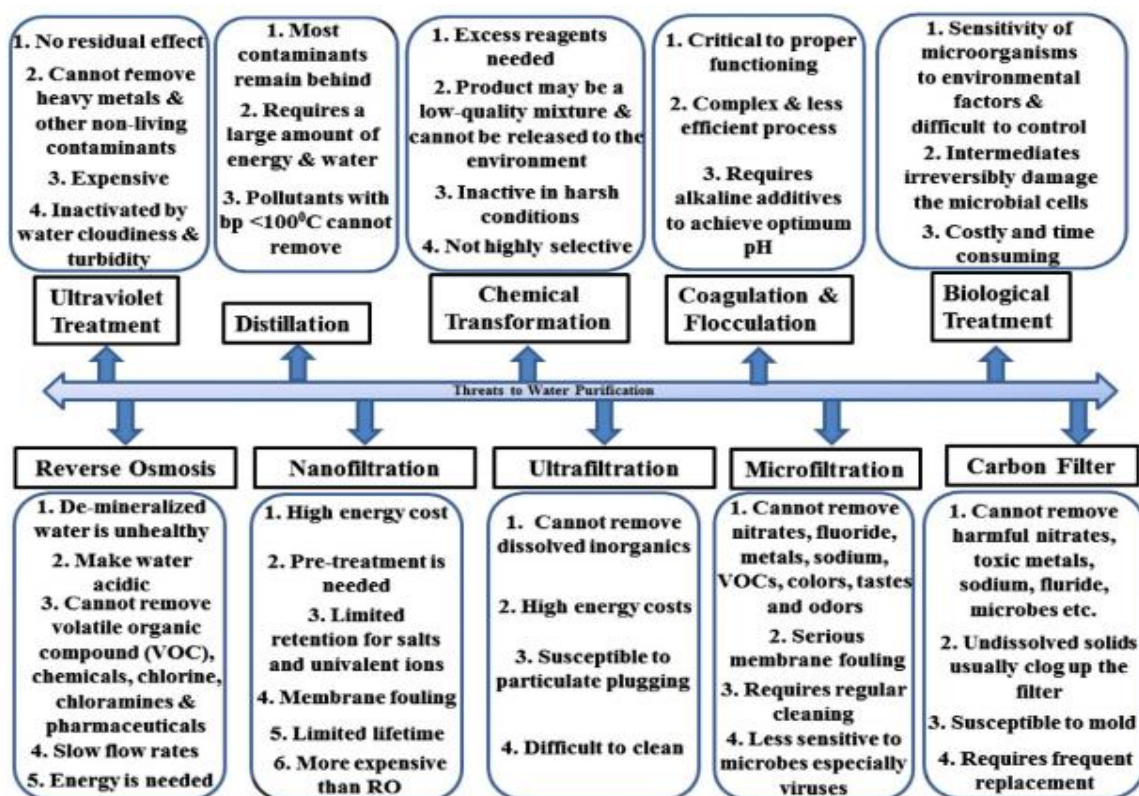 1. No residual effect
2. Cannot remove
heavy metals &
other non-living
contaminants
3. Expensive
4. Inactivated by
water cloudiness &
turbidity
Ultraviolet
Treatment
1. Most
contaminants
remain behind
2. Requires a
large amount of
energy & water
3. Pollutants with
bp <100⁰C cannot
remove
Distillation
1. Excess reagents
needed
2. Product may be a
low-quality mixture &
cannot be released to the
environment
3. Inactive in harsh
conditions
4. Not highly selective
Chemical
Transformation
1. Critical to proper
functioning
2. Complex & less
efficient process
3. Requires
alkaline additives
to achieve optimum
pH
Coagulation &
Flocculation
1. Sensitivity of
microorganisms
to environmental
factors &
difficult to control
2. Intermediates
irreversibly damage
the microbial cells
3. Costly and time
consuming
Biological
Treatment
Threats to Water Purification
Reverse Osmosis
1. De-mineralized
water is unhealthy
2. Make water
acidic
3. Cannot remove
volatile organic
compound (VOC),
chemicals, chlorine,
chloramines &
pharmaceuticals
4. Slow flow rates
5. Energy is needed
Nanofiltration
1. High energy cost
2. Pre-treatment is
needed
3. Limited
retention for salts
and univalent ions
4. Membrane fouling
5. Limited lifetime
6. More expensive
than RO
Ultrafiltration
1. Cannot remove
dissolved inorganics
2. High energy costs
3. Susceptible to
particulate plugging
4. Difficult to clean
Microfiltration
1. Cannot remove
nitrates, fluoride,
metals, sodium,
VOCs, colors, tastes
and odors
2. Serious
membrane fouling
3. Requires regular
cleaning
4. Less sensitive to
microbes especially
viruses
Carbon Filter
1. Cannot remove
harmful nitrates,
toxic metals,
sodium, fluride,
microbes etc.
2. Undissolved solids
usually clog up the
filter
3. Susceptible to mold
4. Requires frequent
replacement